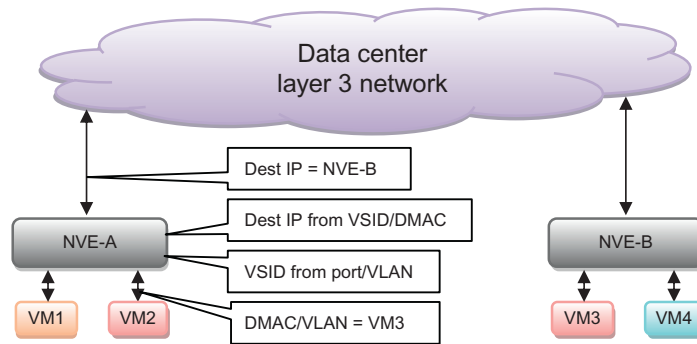 Data center
layer 3 network
Dest IP = NVE-B
Dest IP from VSID/DMAC
NVE-A
NVE-B
VSID from port/VLAN
VM1
VM2
DMAC/VLAN = VM3
VM3
VM4